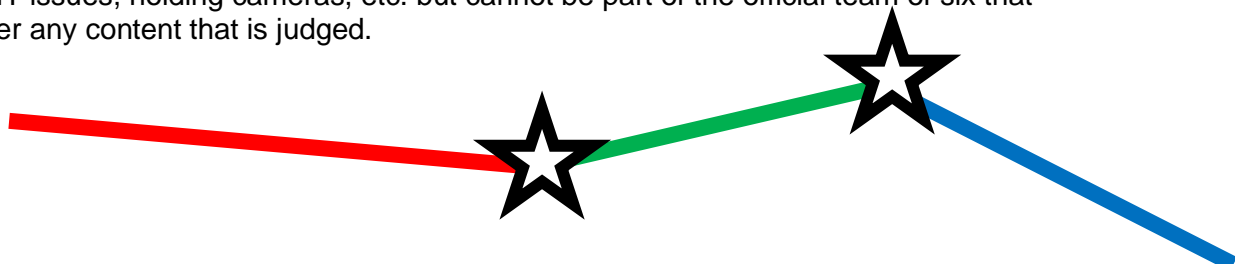 issues, holding cameras, etc. but cannot be part of the official team of six that
any content that is judged.